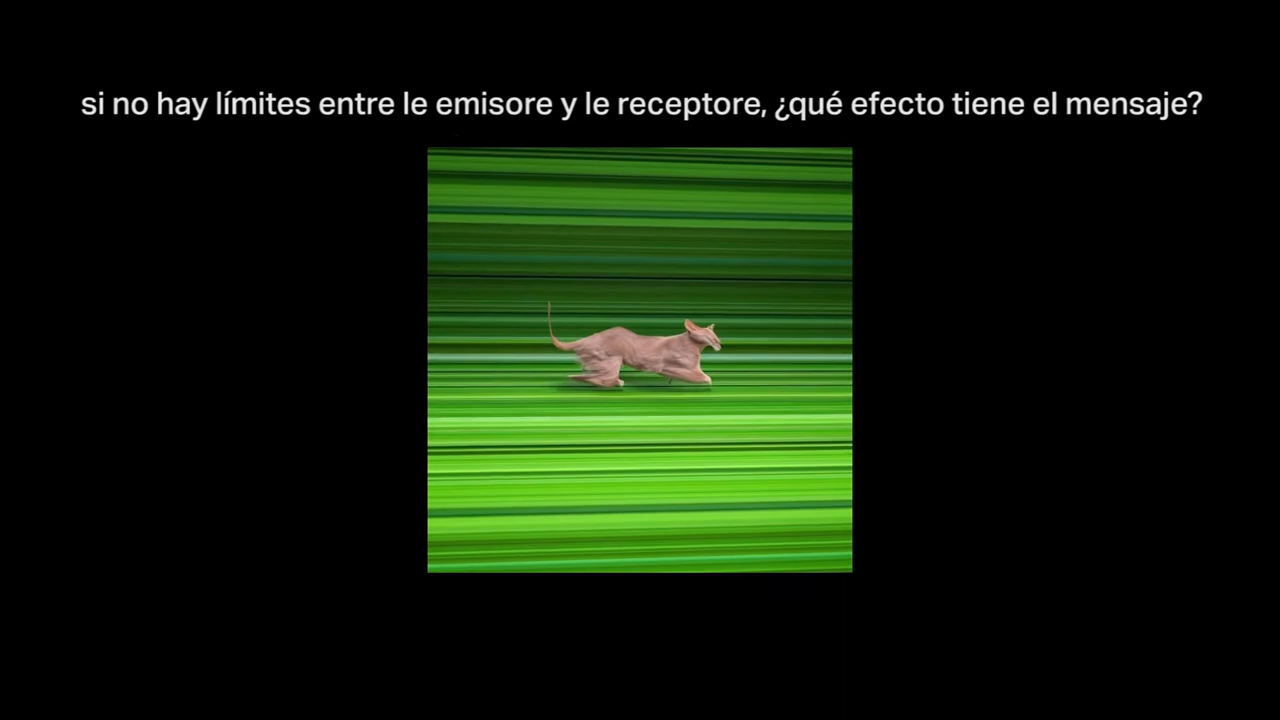 si no hay límites entre le emisore y le receptore, ¿qué efecto tiene el mensaje?